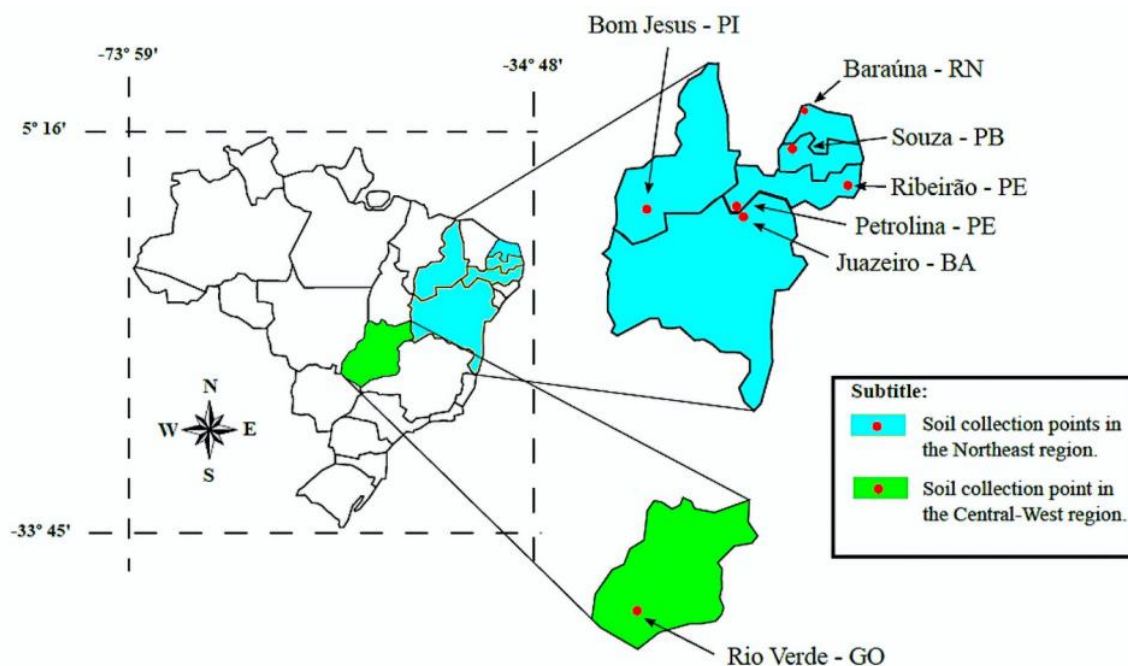 Bom Jesus - PI
-73° 59'
-34° 48'
Baraúna - RN
5° 16'
Souza - PB
Ribeirão - PE
Petrolina - PE
Juazeiro - BA
N
W E
S
Subtitle:
Soil collection points in
the Northeast region.
Soil collection point in
the Central-West region.
-33° 45'
Rio Verde - GO